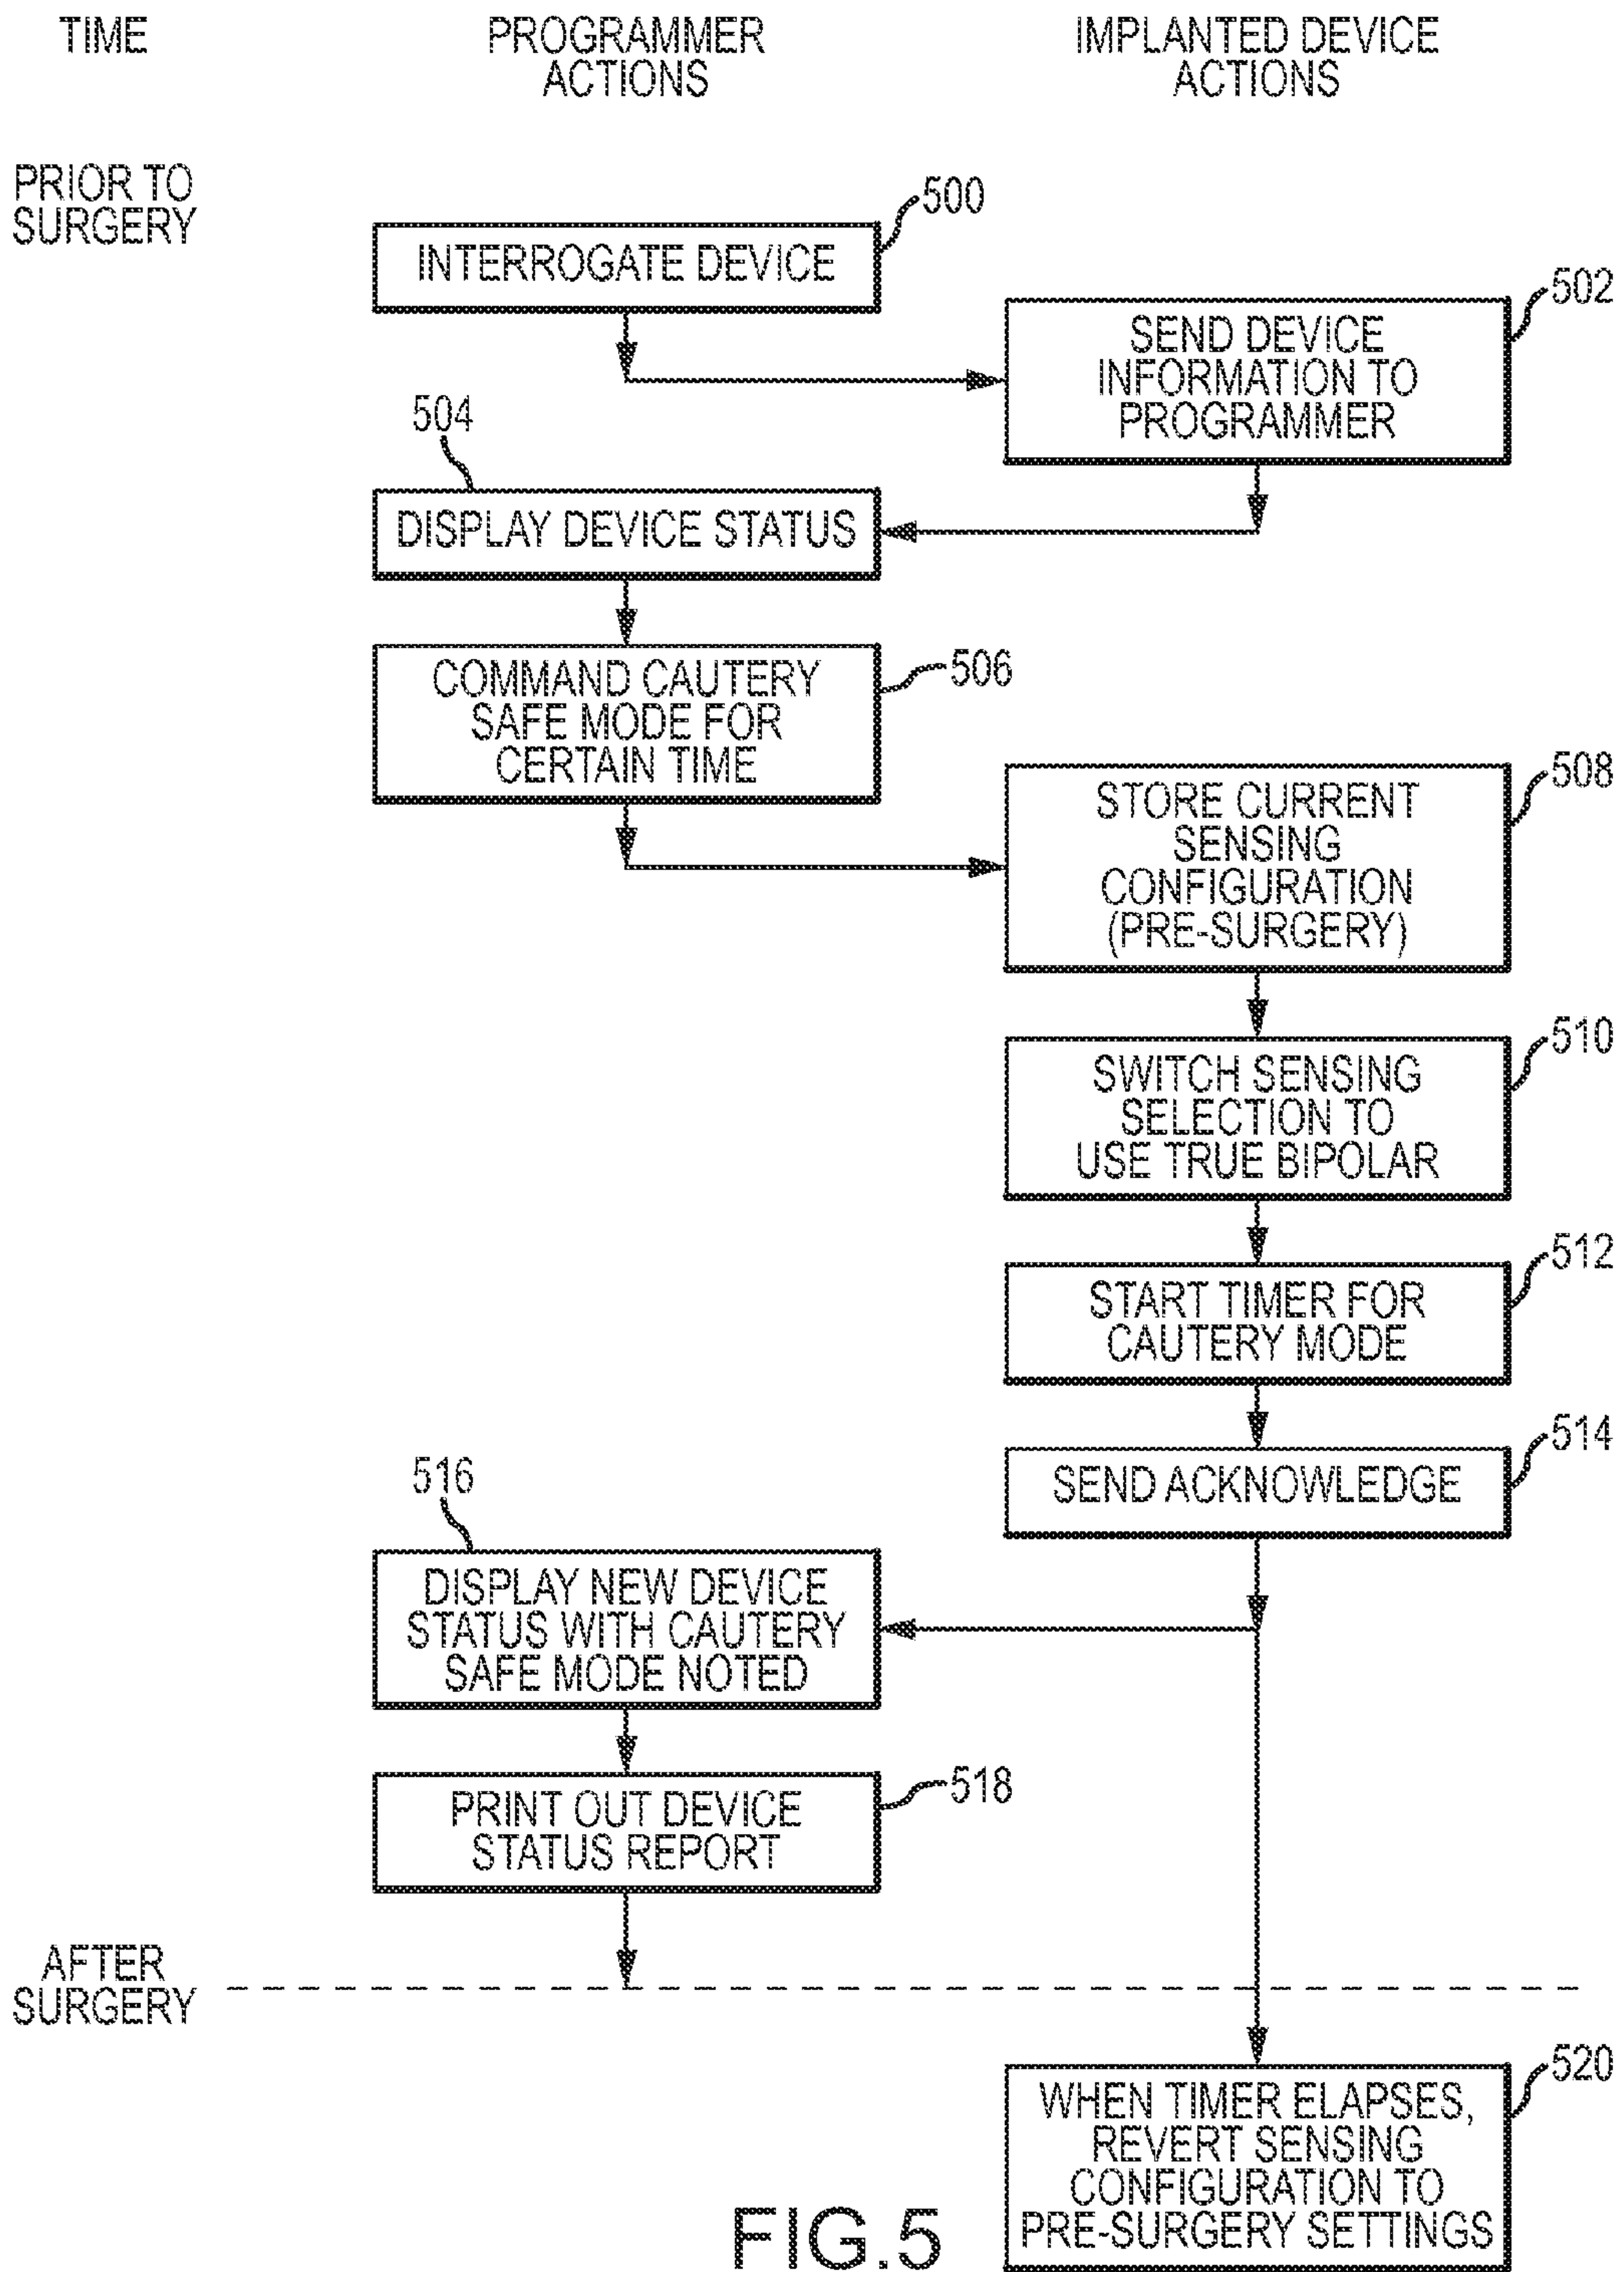 TIME
PROGRAMMER
ACTIONS
IMPLANTED DEVICE
ACTIONS
PRIOR TO
SURGERY
500
INTERROGATE DEVICE
502
SEND DEVICE
INFORMATION TO
PROGRAMMER
504
DISPLAY DEVICE STATUS
506
COMMAND CAUTERY
SAFE MODE FOR
CERTAIN TIME
508
STORE CURRENT
SENSING
CONFIGURATION
(PRE-SURGERY)
510
SWITCH SENSING
SELECTION TO
USE TRUE BIPOLAR
512
START TIMER FOR
CAUTERY MODE
514
SEND ACKNOWLEDGE
516
DISPLAY NEW DEVICE
STATUS WITH CAUTERY
SAFE MODE NOTED
518
PRINT OUT DEVICE
STATUS REPORT
AFTER
SURGERY
520
WHEN TIMER ELAPSES,
REVERT SENSING
CONFIGURATION TO
PRE-SURGERY SETTINGS
FIG.5